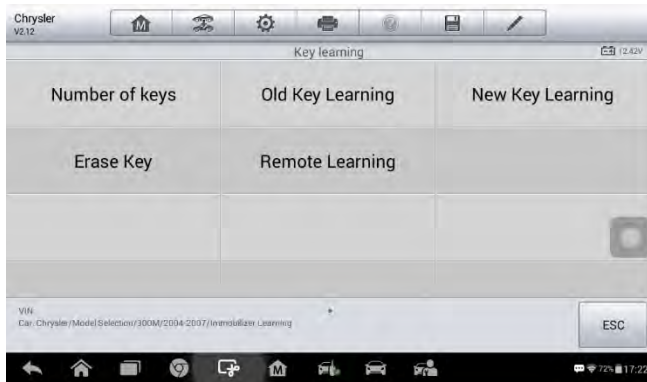 Chrysler
V2.12
Key learning
12.42V
Number of keys
Old Key Learning
New Key Learning
Erase Key
Remote Learning
VIN
Car: Chrysler/Model Selection/300M/2004-2007/Immobilizer Learning
ESC
72%
17:22